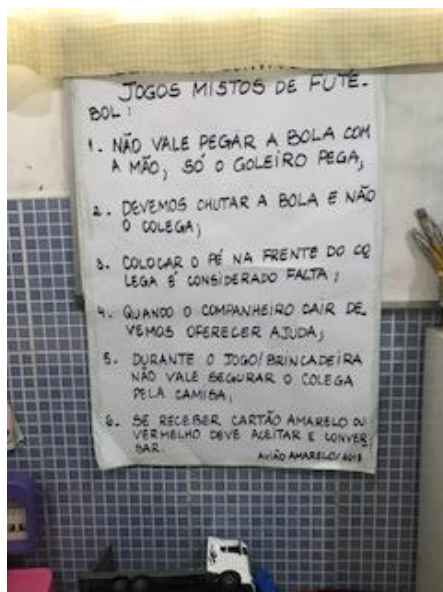 JOGOS MISTOS DE FUTE-
BOL:
1. NÃO VALE PEGAR A BOLA COM
A MÃO, SÓ O GOLEIRO PEGA;
2. DEVEMOS CHUTAR A BOLA E NÃO
O COLEGA;
3. COLOCAR O PÉ NA FRENTE DO CO
LEGA É CONSIDERADO FALTA;
4. QUANDO O COMPANHEIRO CAIR DE
VEMOS OFERECER AJUDA;
5. DURANTE O JOGO/BRINCADEIRA
NÃO VALE SEGURAR O COLEGA
PELA CAMISA;
6. SE RECEBER CARTÃO AMARELO OU
VERMELHO DEVE ACEITAR E CONVER
SAR.
AVIÃO AMARELO/2018